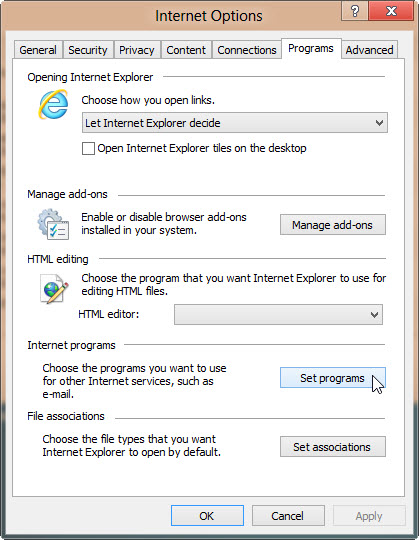 Internet Options
?
General Security Privacy Content Connections Programs Advanced
Opening Internet Explorer
Choose how you open links.
Let Internet Explorer decide
Open Internet Explorer tiles on the desktop
Manage add-ons
Enable or disable browser add-ons
installed in your system.
Manage add-ons
HTML editing
Choose the program that you want Internet Explorer to use for
editing HTML files.
HTML editor:
Internet programs
Choose the programs you want to use
for other Internet services, such as
e-mail.
Set programs
File associations
Choose the file types that you want
Internet Explorer to open by default.
Set associations
OK Cancel Apply